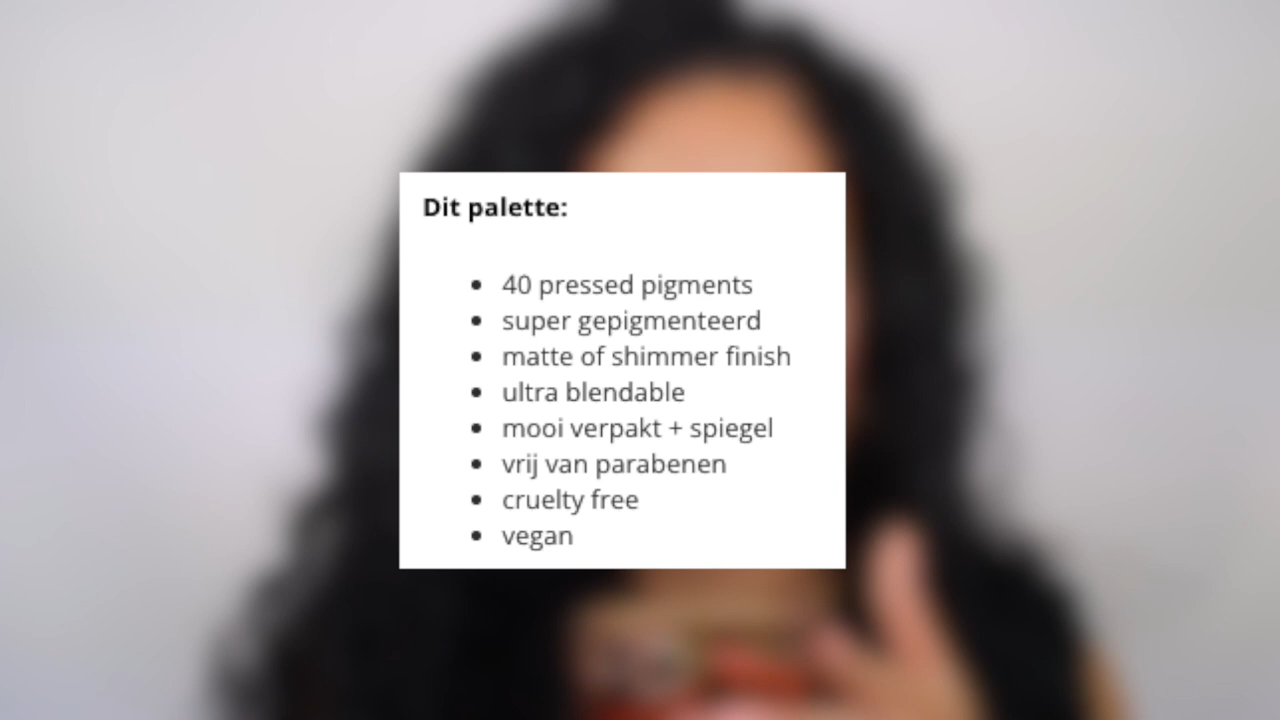 Dit palette:
40 pressed pigments
super gepigmenteerd
matte of shimmer finish
ultra blendable
mooi verpakt + spiegel
vrij van parabenen
cruelty free
vegan